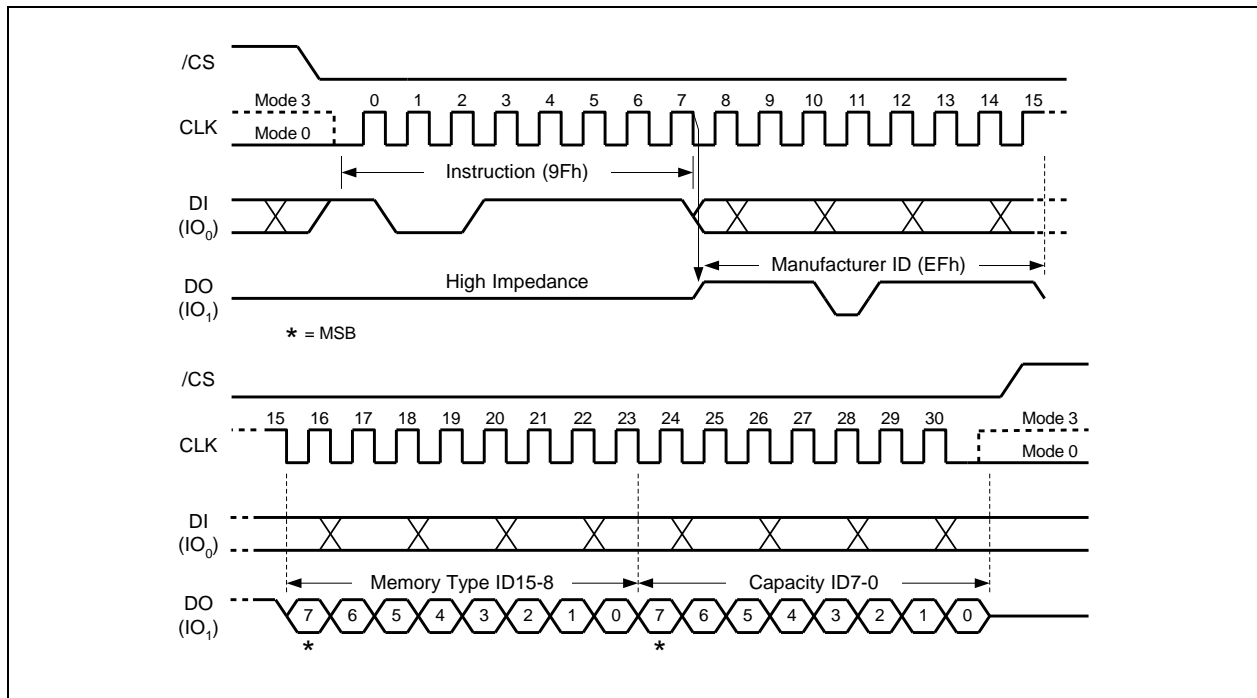 /CS
Mode 3 0 1 2 3 4 5 6 7 8 9 10 11 12 13 14 15
CLK
Mode 0
Instruction (9Fh)
DI
(IO0)
Manufacturer ID (EFh)
High Impedance
DO
(IO1)
* = MSB
/CS
15 16 17 18 19 20 21 22 23 24 25 26 27 28 29 30 Mode 3
CLK
Mode 0
DI
(IO0)
Memory Type ID15-8 Capacity ID7-0
DO
(IO1)
7 6 5 4 3 2 1 0 7 6 5 4 3 2 1 0
* *